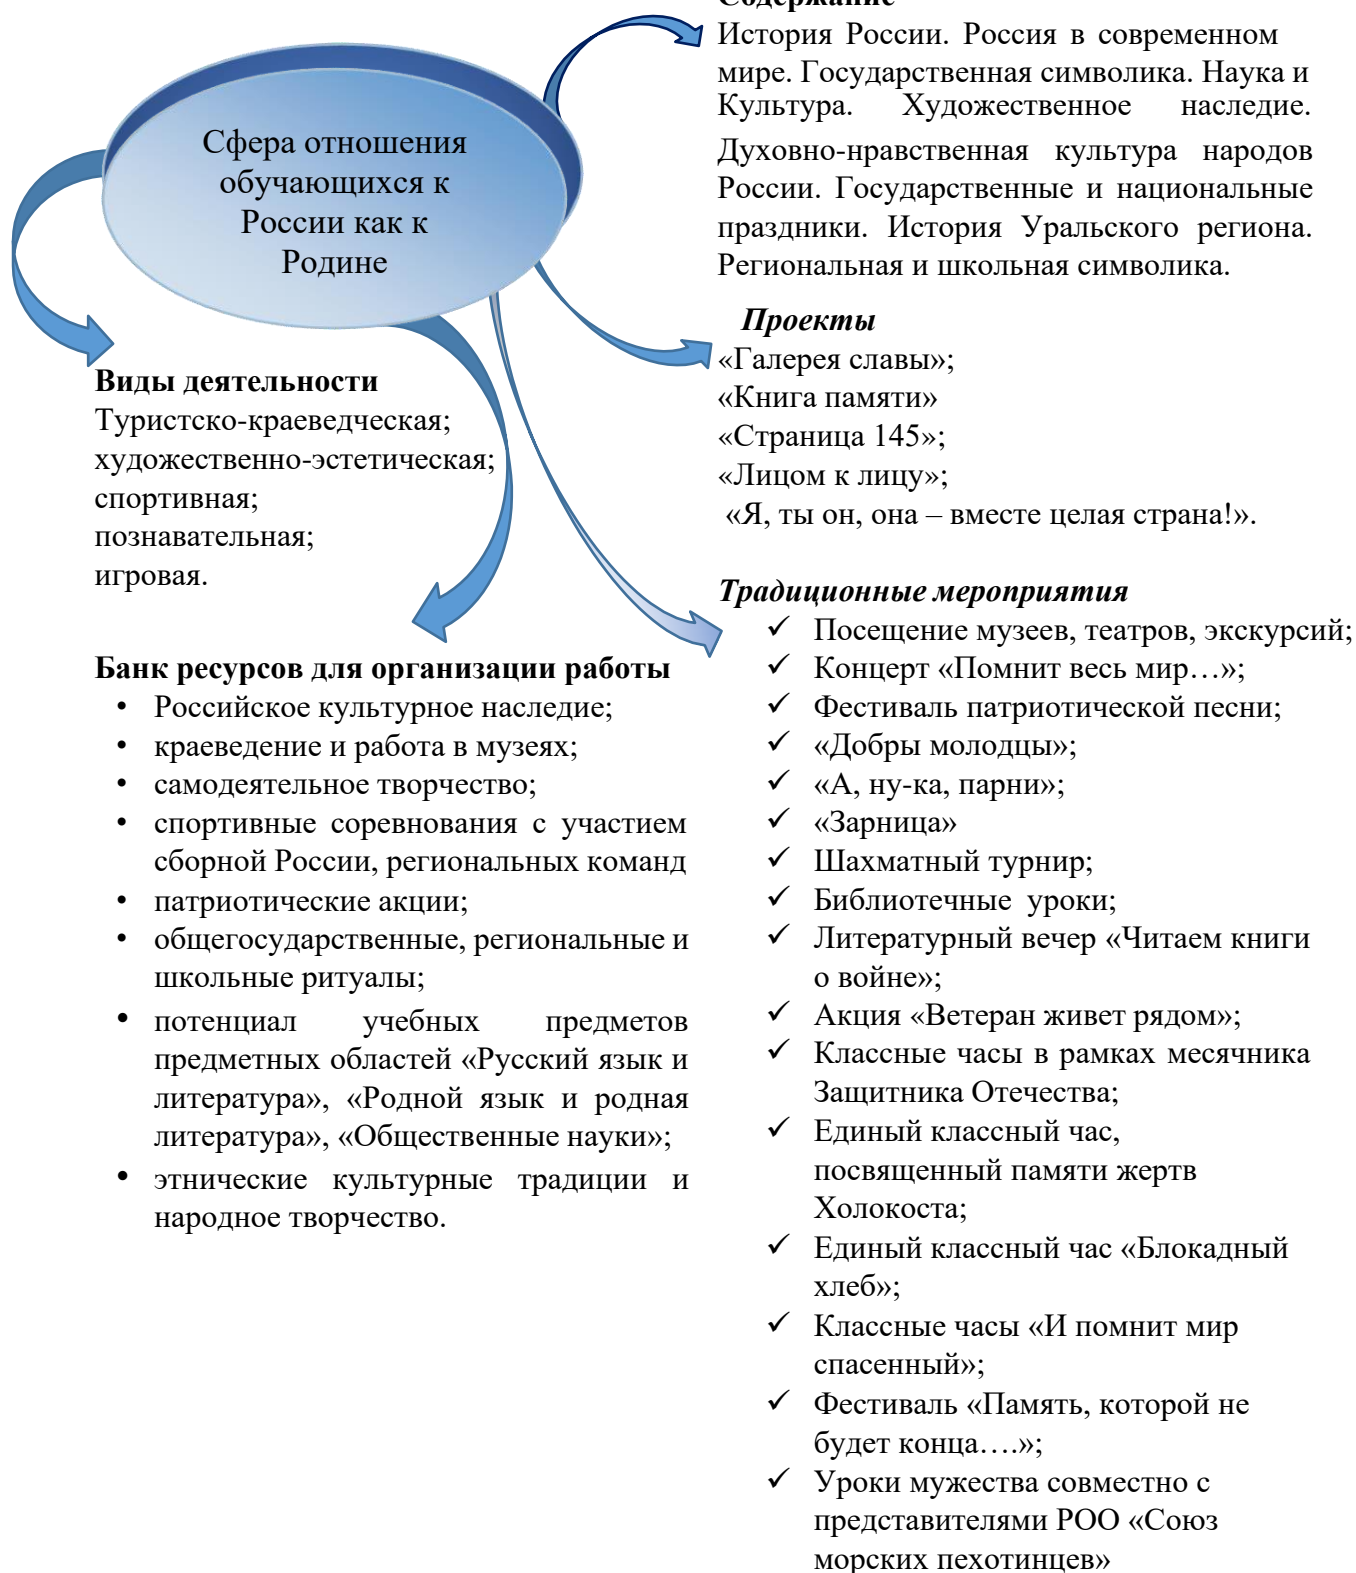 Содержание
История России. Россия в современном
мире. Государственная символика. Наука и
Культура. Художественное наследие.
Духовно-нравственная культура народов
России. Государственные и национальные
праздники. История Уральского региона.
Региональная и школьная символика.
Сфера отношения
обучающихся к
России как к
Родине
Проекты
«Галерея славы»;
«Книга памяти»
«Страница 145»;
«Лицом к лицу»;
«Я, ты он, она – вместе целая страна!».
Виды деятельности
Туристско-краеведческая;
художественно-эстетическая;
спортивная;
познавательная;
игровая.
Банк ресурсов для организации работы
• Российское культурное наследие;
• краеведение и работа в музеях;
• самодеятельное творчество;
• спортивные соревнования с участием
сборной России, региональных команд
• патриотические акции;
• общегосударственные, региональные и
школьные ритуалы;
• потенциал учебных предметов
предметных областей «Русский язык и
литература», «Родной язык и родная
литература», «Общественные науки»;
• этнические культурные традиции и
народное творчество.
Традиционные мероприятия
✓ Посещение музеев, театров, экскурсий;
✓ Концерт «Помнит весь мир…»;
✓ Фестиваль патриотической песни;
✓ «Добры молодцы»;
✓ «А, ну-ка, парни»;
✓ «Зарница»
✓ Шахматный турнир;
✓ Библиотечные уроки;
✓ Литературный вечер «Читаем книги
о войне»;
✓ Акция «Ветеран живет рядом»;
✓ Классные часы в рамках месячника
Защитника Отечества;
✓ Единый классный час,
посвященный памяти жертв
Холокоста;
✓ Единый классный час «Блокадный
хлеб»;
✓ Классные часы «И помнит мир
спасенный»;
✓ Фестиваль «Память, которой не
будет конца….»;
✓ Уроки мужества совместно с
представителями РОО «Союз
морских пехотинцев»